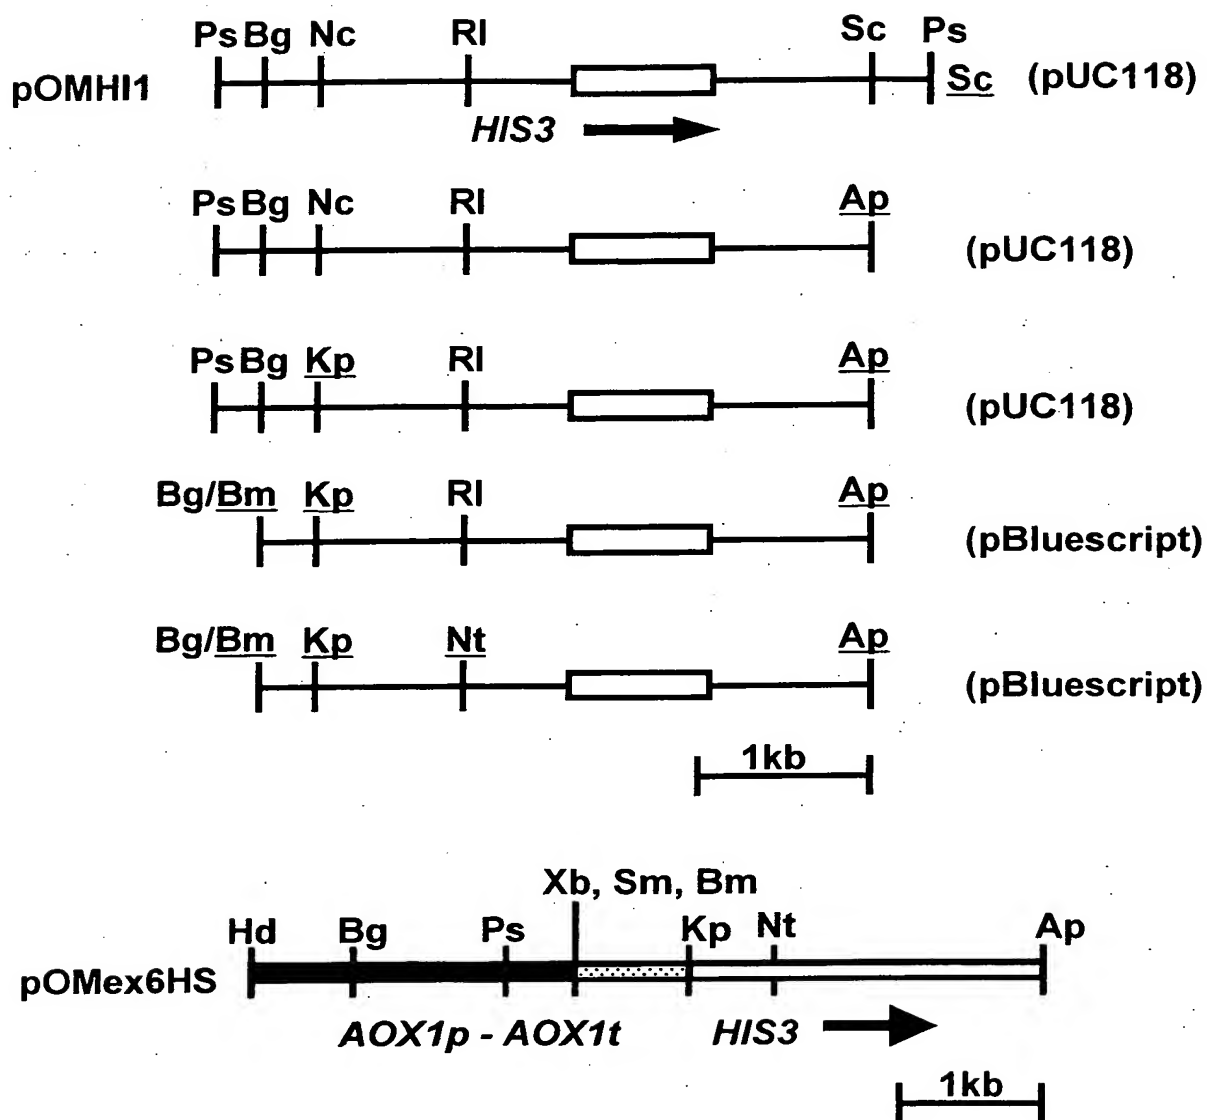 Ps Bg Nc RI Sc Ps
pOMHI1 Sc (pUC118)
HIS3
Ps Bg Nc RI Ap
(pUC118)
Ps Bg Kp RI Ap
(pUC118)
Bg/Bm Kp RI Ap
(pBluescript)
Bg/Bm Kp Nt Ap
(pBluescript)
1kb
Xb, Sm, Bm
Hd Bg Ps Kp Nt Ap
pOMex6HS
AOX1p - AOX1t HIS3
1kb